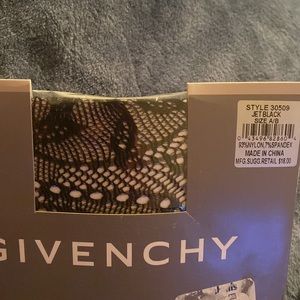 STYLE 30509
JET BLACK
SIZE A/B
93%NYLON,7%SPANDEX
MADE IN CHINA
MFG.SUGG.RETAIL $18.00
GIVENCHY